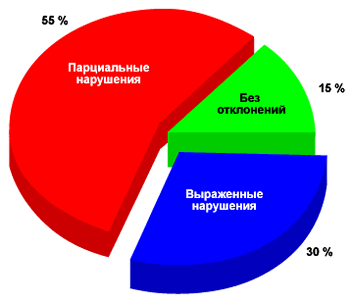 55 %
Парциальные
нарушения
Без
отклонений
15 %
Выраженные
нарушения
30 %